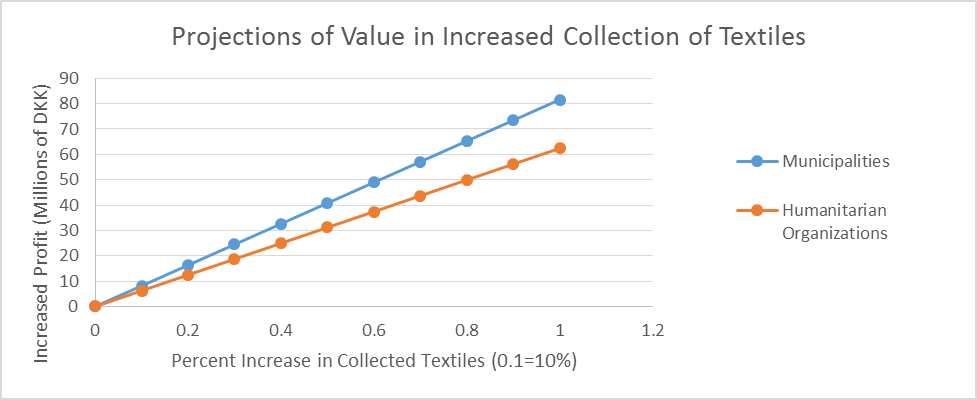 Projections of Value in Increased Collection of Textiles
Increased Profit (Millions of DKK)
90
80
70
60
50
40
30
20
10
0
0 0.2 0.4 0.6 0.8 1 1.2
Percent Increase in Collected Textiles (0.1=10%)
Municipalities
Humanitarian
Organizations